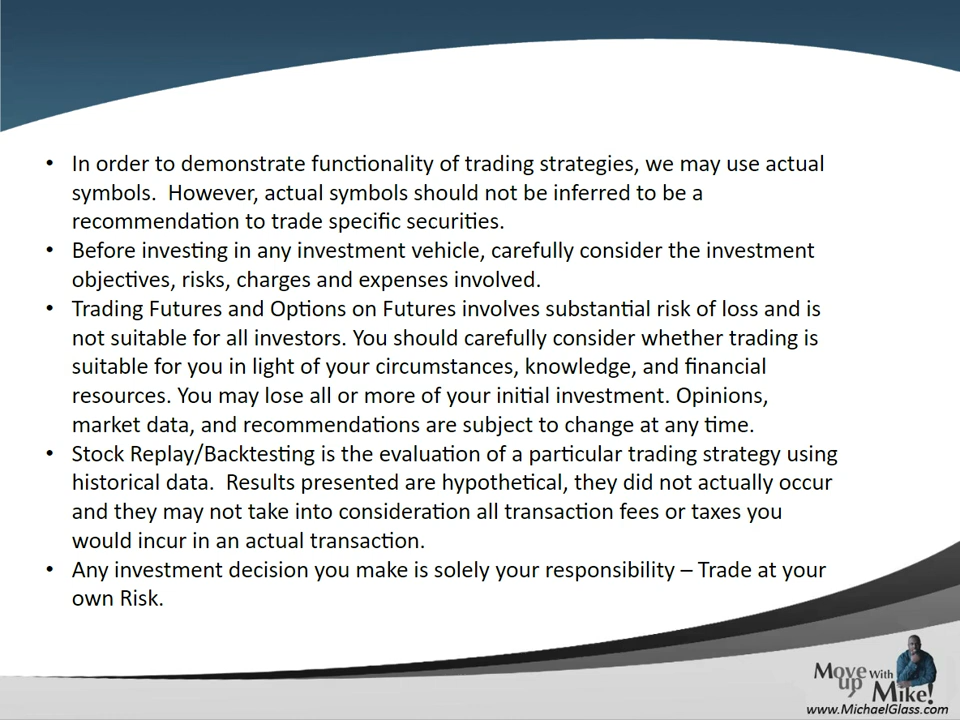 • In order to demonstrate functionality of trading strategies, we may use actual
symbols.  However, actual symbols should not be inferred to be a
recommendation to trade specific securities.
• Before investing in any investment vehicle, carefully consider the investment
objectives, risks, charges and expenses involved.
• Trading Futures and Options on Futures involves substantial risk of loss and is
not suitable for all investors. You should carefully consider whether trading is
suitable for you in light of your circumstances, knowledge, and financial
resources. You may lose all or more of your initial investment. Opinions,
market data, and recommendations are subject to change at any time.
• Stock Replay/Backtesting is the evaluation of a particular trading strategy using
historical data.  Results presented are hypothetical, they did not actually occur
and they may not take into consideration all transaction fees or taxes you
would incur in an actual transaction.
• Any investment decision you make is solely your responsibility – Trade at your
own Risk.
Move up With Mike!
www.MichaelGlass.com